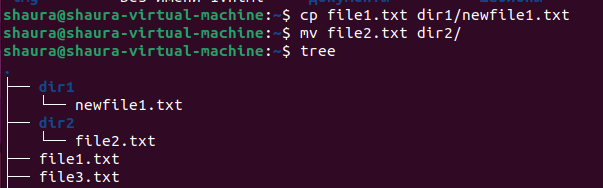 shaura@shaura-virtual-machine:~$ cp file1.txt dir1/newfile1.txt
shaura@shaura-virtual-machine:~$ mv file2.txt dir2/
shaura@shaura-virtual-machine:~$ tree
.
├── dir1
│   └── newfile1.txt
├── dir2
│   └── file2.txt
├── file1.txt
├── file3.txt